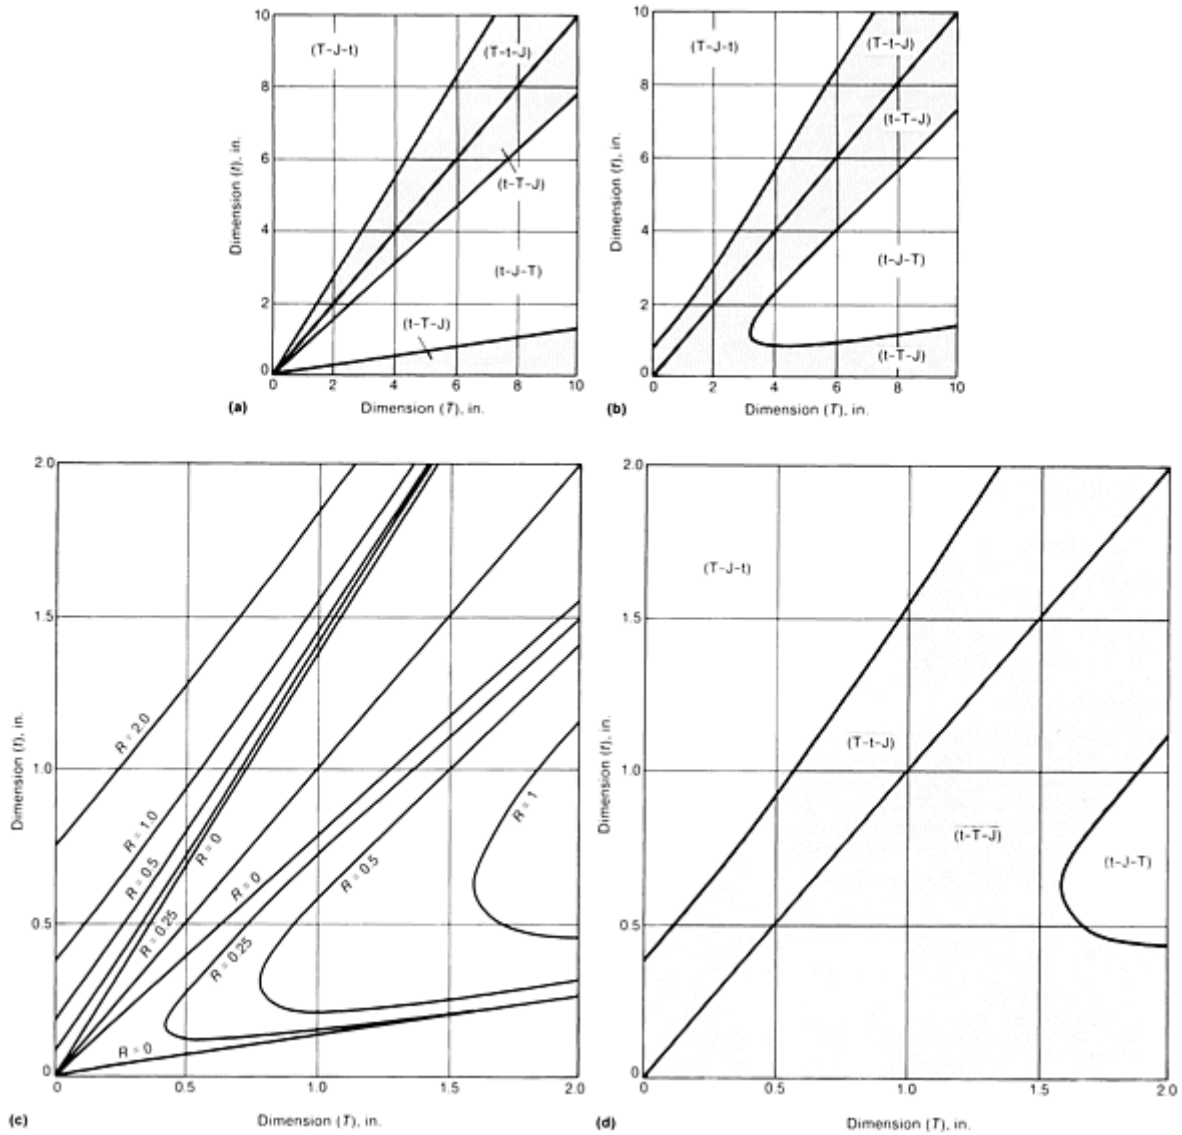 10
8
6
4
2
0
Dimension (t), in.
(T-J-t)
(T-t-J)
(t-T-J)
(t-J-T)
(t-T-J)
0 2 4 6 8 10
(a)
Dimension (T), in.
10
8
6
4
2
0
Dimension (t), in.
(T-J-t)
(T-t-J)
(t-T-J)
(t-J-T)
(t-T-J)
0 2 4 6 8 10
(b)
Dimension (T), in.
2.0
1.5
1.0
0.5
0
Dimension (t), in.
R = 2.0
R = 1.0
R = 0.5
R = 0.25
R = 0
R = 0
R = 0.25
R = 0.5
R = 1
R = 0
0 0.5 1.0 1.5 2.0
(c)
Dimension (T), in.
2.0
1.5
1.0
0.5
0
Dimension (t), in.
(T-J-t)
(T-t-J)
(t-T-J)
(t-J-T)
0 0.5 1.0 1.5 2.0
(d)
Dimension (T), in.